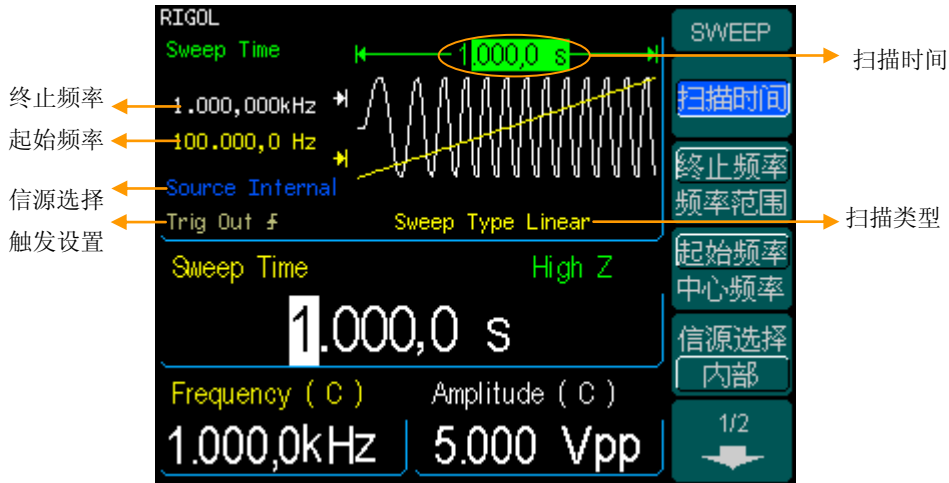 RIGOL
Sweep Time
1.000,0 s
1.000,000kHz
100.000,0 Hz
Source Internal
Trig Out
Sweep Type Linear
Sweep Time
High Z
1.000,0 s
Frequency ( C )
Amplitude ( C )
1.000,0kHz
5.000 Vpp
SWEEP
扫描时间
终止频率
频率范围
起始频率
中心频率
信源选择
内部
1/2
终止频率
起始频率
信源选择
触发设置
扫描时间
扫描类型